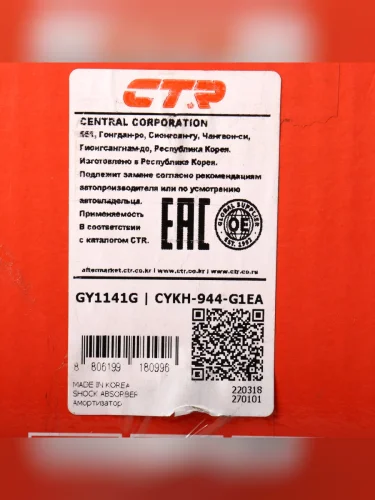 CTR
CENTRAL CORPORATION
551, Гонгдан-ро, Сионгсан-гу, Чангвон-си,
Гионгсангнам-до, Республика Корея.
Изготовлено в Республика Корея.
Подлежит замене согласно рекомендациям
автопроизводителя или по усмотрению
автовладельца.
Применяемость
В соответствии
с каталогом CTR.
EAC
GLOBAL SUPPLIER
OE
EST. 1952
aftermarket.ctr.co.kr | www.ctr.co.kr | www.ctr.co.ru
GY1141G | CYKH-944-G1EA
8 806199 180996
MADE IN KOREA
SHOCK ABSORBER
Амортизатор
220318
270101